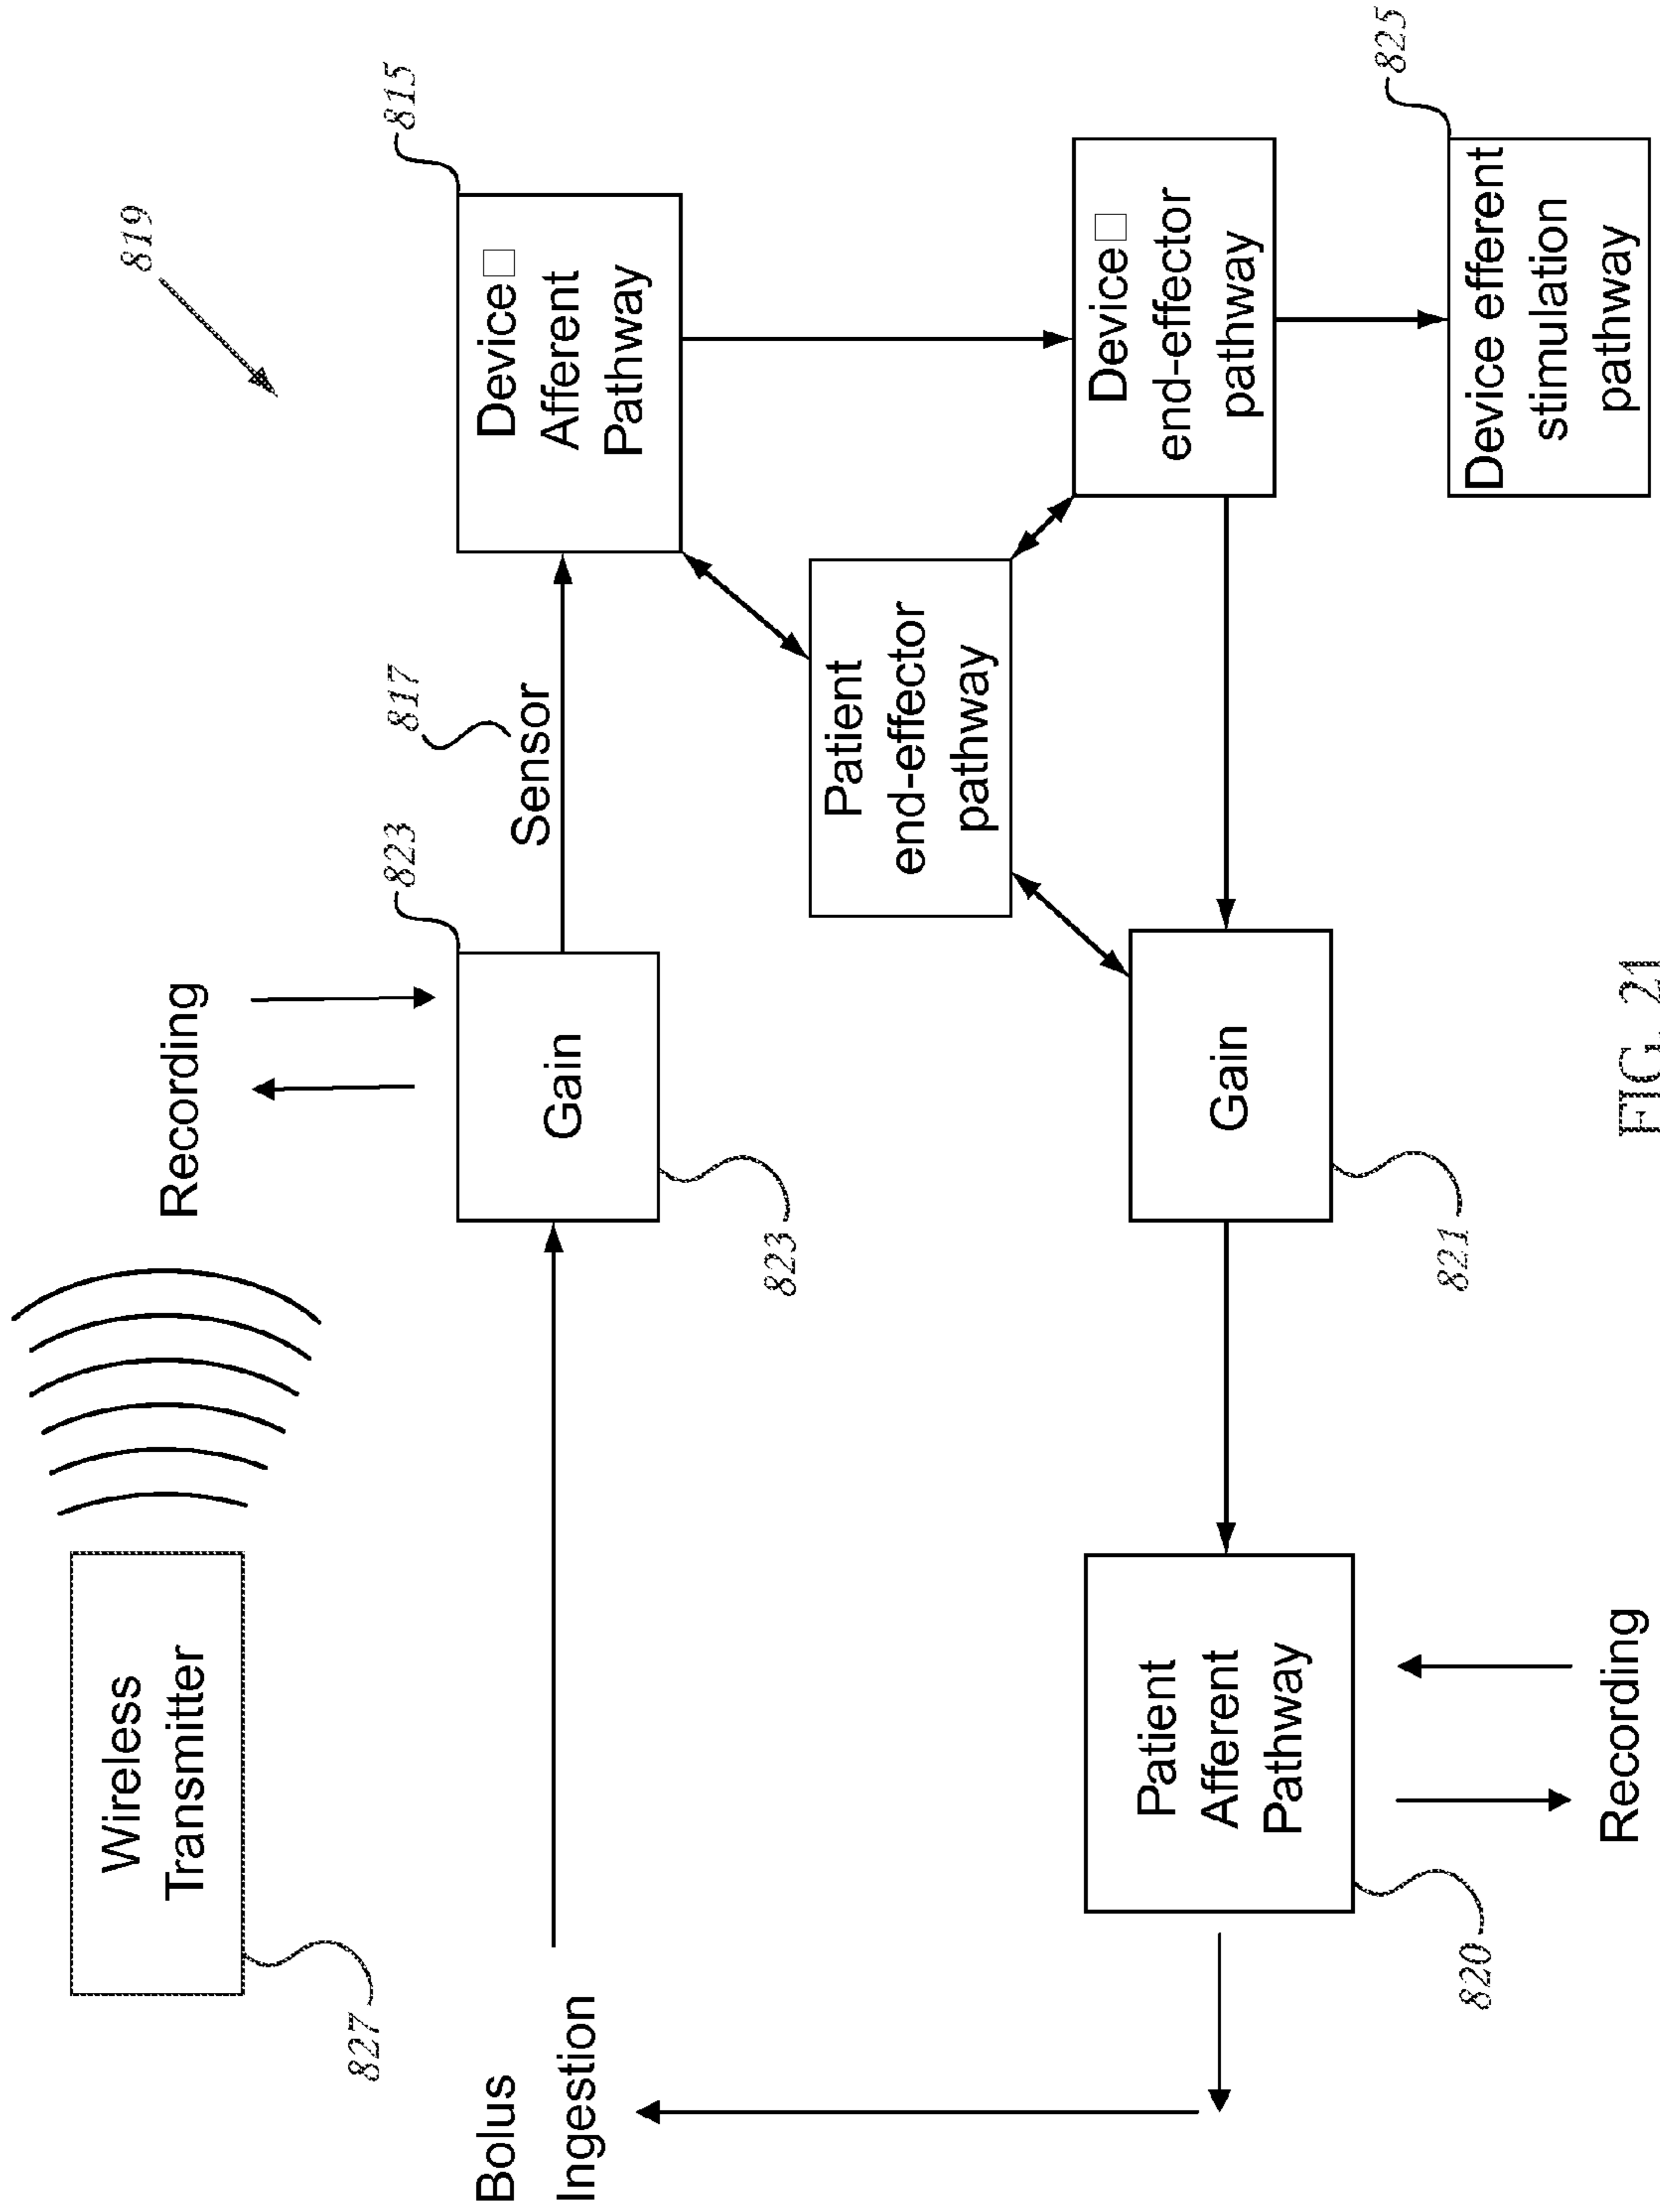 819
Wireless
Transmitter
827
Recording
823
Gain
823
817
Sensor
815
Device□
Afferent
Pathway
Bolus
Ingestion
Patient
end-effector
pathway
Patient
Afferent
Pathway
820
Recording
Gain
821
Device□
end-effector
pathway
825
Device efferent
stimulation
pathway
FIG. 21